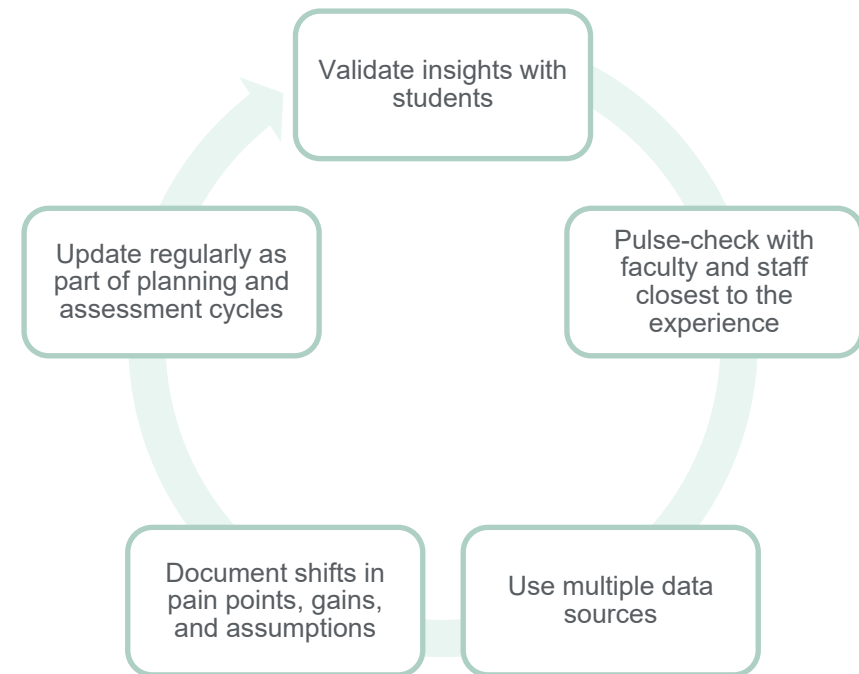 Validate insights with
students
Pulse-check with
faculty and staff
closest to the
experience
Use multiple data
sources
Document shifts in
pain points, gains,
and assumptions
Update regularly as
part of planning and
assessment cycles